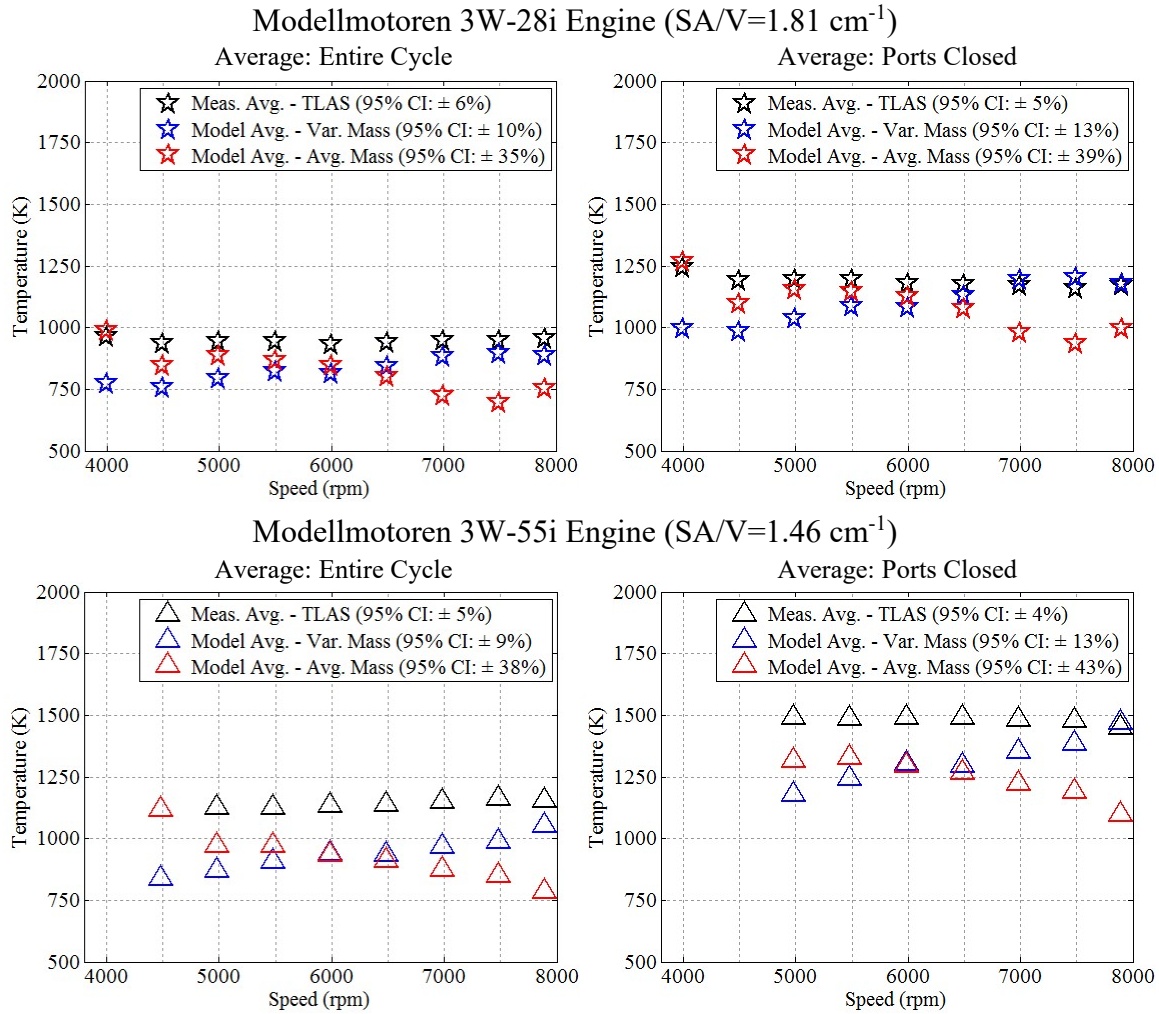 Modellmotoren 3W-28i Engine (SA/V=1.81 cm⁻¹)
Average: Entire Cycle
2000
1750
1500
1250
1000
750
500
Temperature (K)
Meas. Avg. - TLAS (95% CI: ± 6%)
Model Avg. - Var. Mass (95% CI: ± 10%)
Model Avg. - Avg. Mass (95% CI: ± 35%)
4000 5000 6000 7000 8000
Speed (rpm)
Average: Ports Closed
2000
1750
1500
1250
1000
750
500
Temperature (K)
Meas. Avg. - TLAS (95% CI: ± 5%)
Model Avg. - Var. Mass (95% CI: ± 13%)
Model Avg. - Avg. Mass (95% CI: ± 39%)
4000 5000 6000 7000 8000
Speed (rpm)
Modellmotoren 3W-55i Engine (SA/V=1.46 cm⁻¹)
Average: Entire Cycle
2000
1750
1500
1250
1000
750
500
Temperature (K)
Meas. Avg. - TLAS (95% CI: ± 5%)
Model Avg. - Var. Mass (95% CI: ± 9%)
Model Avg. - Avg. Mass (95% CI: ± 38%)
4000 5000 6000 7000 8000
Speed (rpm)
Average: Ports Closed
2000
1750
1500
1250
1000
750
500
Temperature (K)
Meas. Avg. - TLAS (95% CI: ± 4%)
Model Avg. - Var. Mass (95% CI: ± 13%)
Model Avg. - Avg. Mass (95% CI: ± 43%)
4000 5000 6000 7000 8000
Speed (rpm)